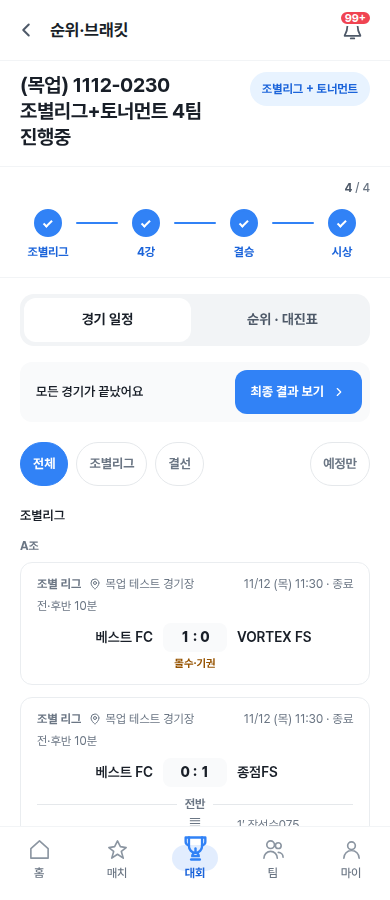 순위·브래킷
99+
(목업) 1112-0230
조별리그+토너먼트 4팀
진행중
조별리그 + 토너먼트
4 / 4
조별리그
4강
결승
시상
경기 일정
순위 · 대진표
모든 경기가 끝났어요
최종 결과 보기
전체
조별리그
결선
예정만
조별리그
A조
조별 리그 목업 테스트 경기장 11/12 (목) 11:30 · 종료
전·후반 10분
베스트 FC 1 : 0 VORTEX FS
몰수·기권
조별 리그 목업 테스트 경기장 11/12 (목) 11:30 · 종료
전·후반 10분
베스트 FC 0 : 1 종점FS
전반
홈
매치
대회
팀
마이